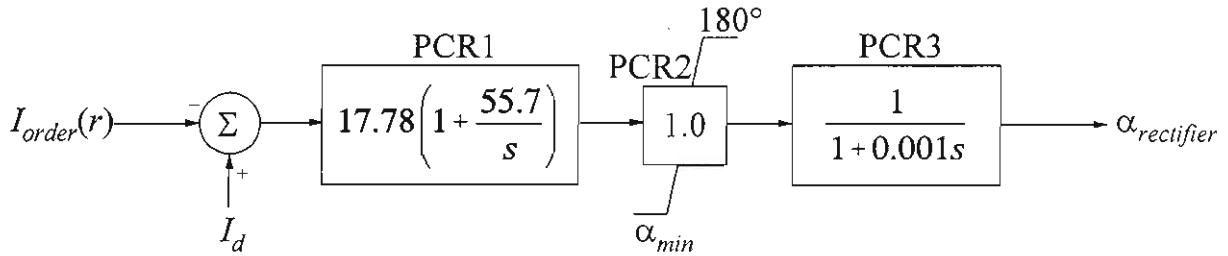 180°
PCR1
PCR2
PCR3
I_order(r)
−
Σ
+
I_d
17.78(1 + 55.7/s)
1.0
α_min
1/(1 + 0.001s)
α_rectifier